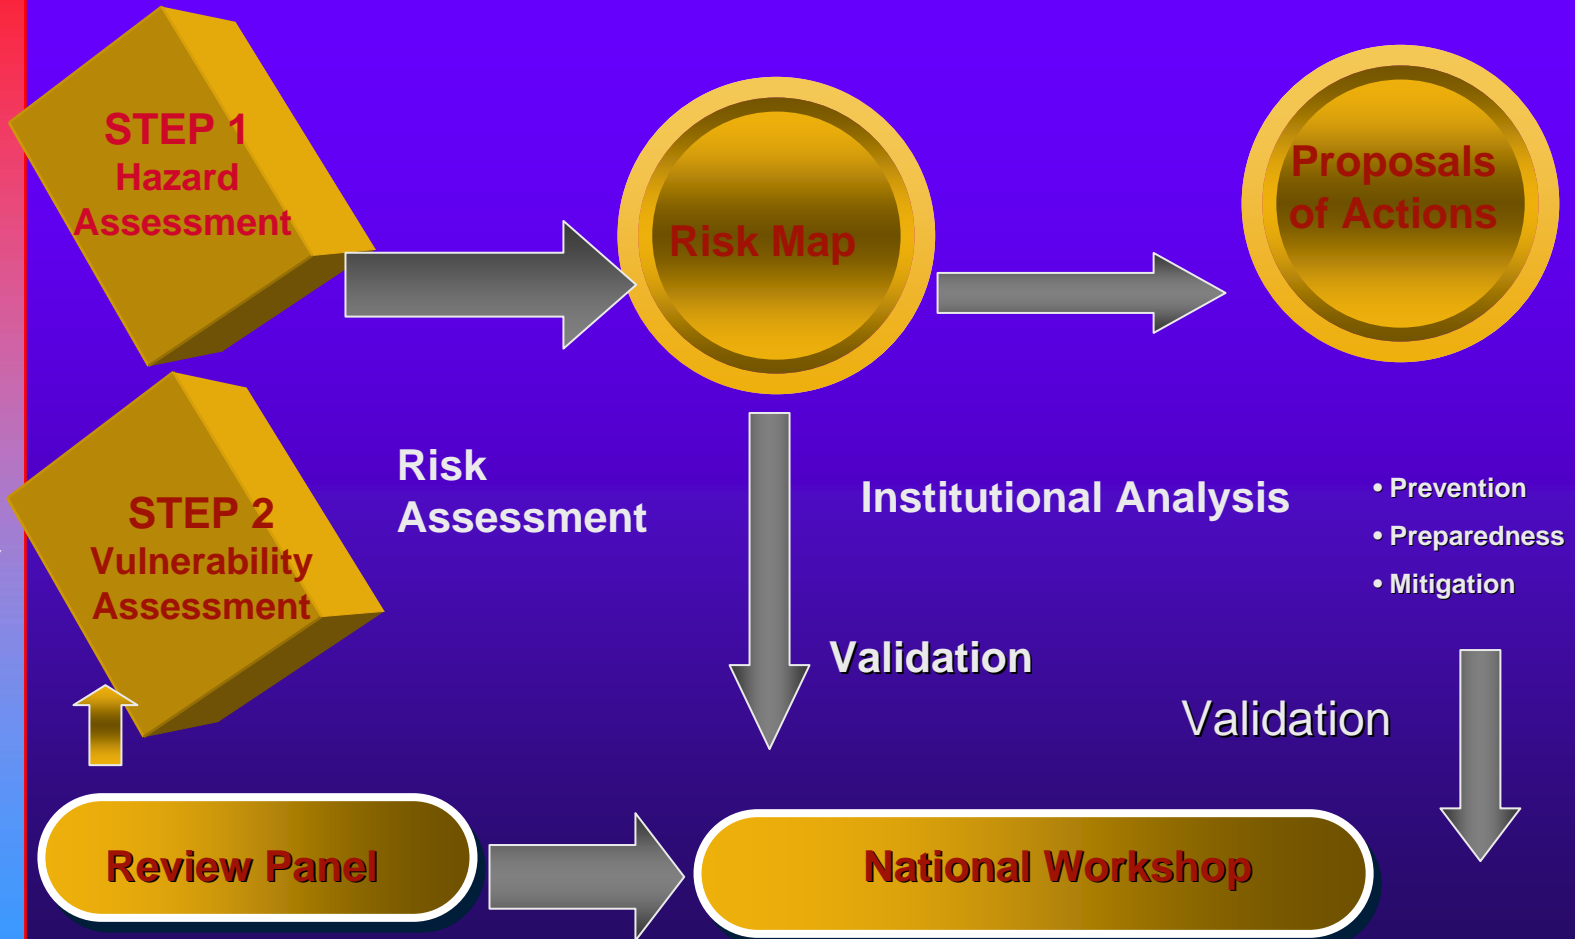 STEP 1
Hazard
Assessment
Risk Map
Proposals
of Actions
STEP 2
Vulnerability
Assessment
Risk
Assessment
Institutional Analysis
• Prevention
• Preparedness
• Mitigation
Validation
Validation
Review Panel
National Workshop